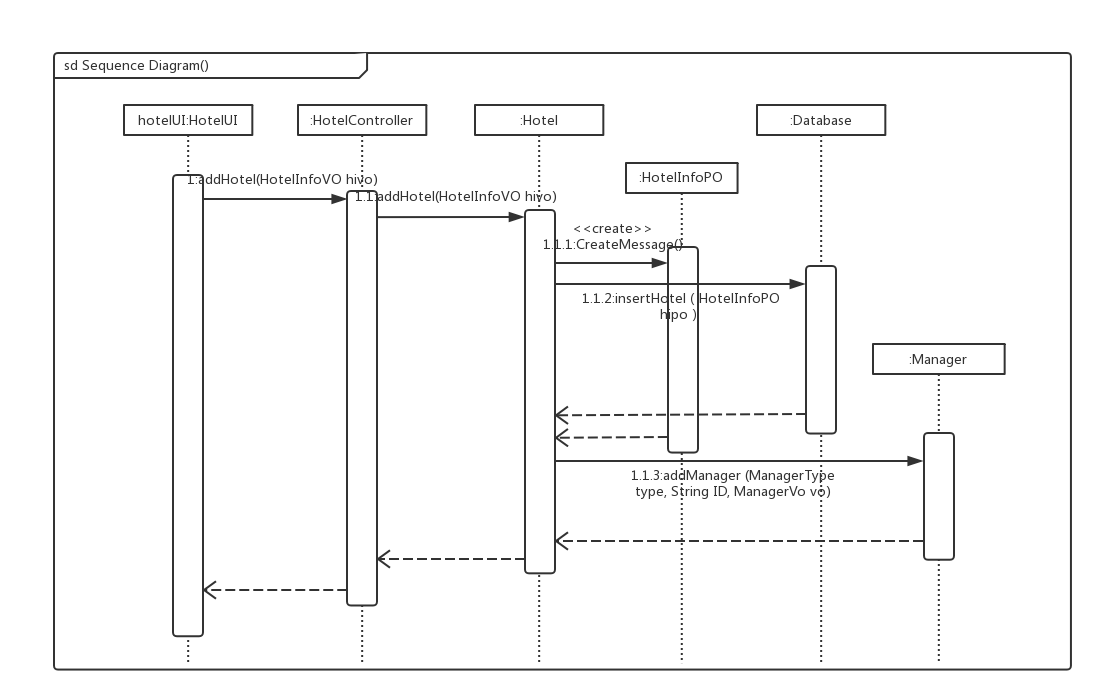 sd Sequence Diagram()
hotelUI:HotelUI
:HotelController
:Hotel
:Database
:HotelInfoPO
1:addHotel(HotelInfoVO hivo)
1.1:addHotel(HotelInfoVO hivo)
<<create>>
1.1.1:CreateMessage()
1.1.2:insertHotel ( HotelInfoPO
hipo )
:Manager
1.1.3:addManager (ManagerType
type, String ID, ManagerVo vo)